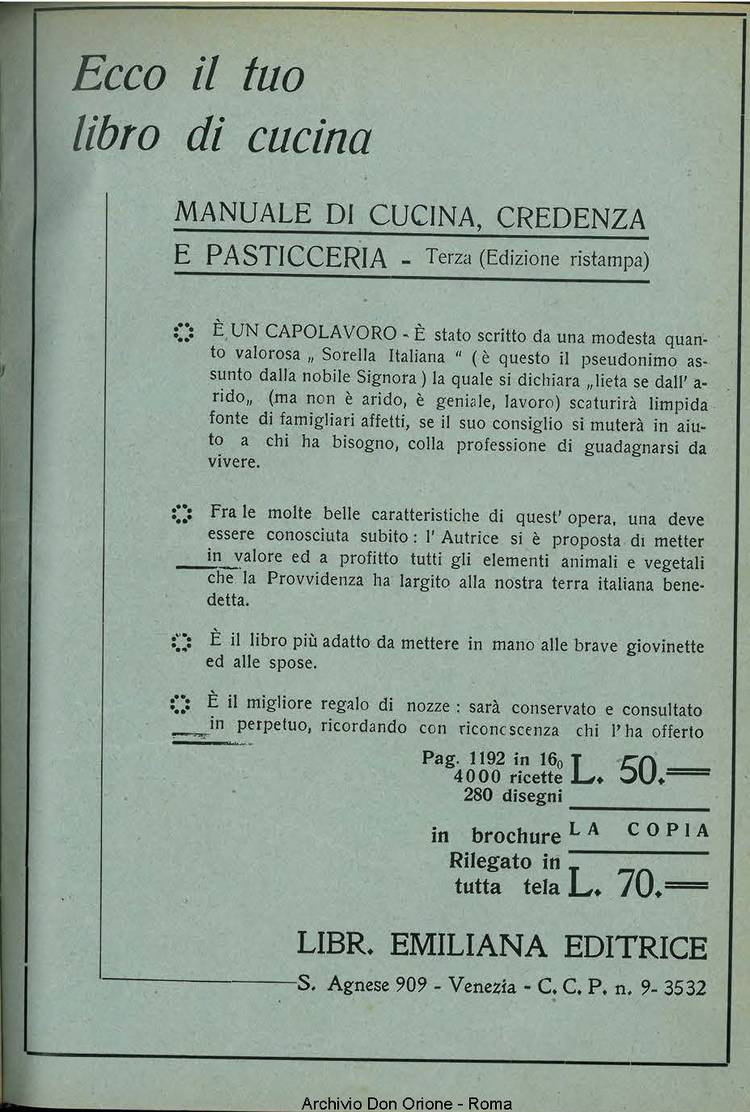 Ecco il tuo
libro di cucina
MANUALE DI CUCINA, CREDENZA
E PASTICCERIA - Terza (Edizione ristampa)
È UN CAPOLAVORO - È stato scritto da una modesta quan-
to valorosa „ Sorella Italiana " ( è questo il pseudonimo as-
sunto dalla nobile Signora ) la quale si dichiara „lieta se dall' a-
rido„ (ma non è arido, è geniale, lavoro) scaturirà limpida
fonte di famigliari affetti, se il suo consiglio si muterà in aiu-
to a chi ha bisogno, colla professione di guadagnarsi da
vivere.
Fra le molte belle caratteristiche di quest' opera, una deve
essere conosciuta subito : l' Autrice si è proposta di metter
in valore ed a profitto tutti gli elementi animali e vegetali
che la Provvidenza ha largito alla nostra terra italiana bene-
detta.
È il libro più adatto da mettere in mano alle brave giovinette
ed alle spose.
È il migliore regalo di nozze : sarà conservato e consultato
in perpetuo, ricordando con riconcscenza chi l' ha offerto
Pag. 1192 in 16₀
4000 ricette
280 disegni
L. 50.=
in brochure LA COPIA
Rilegato in
tutta tela L. 70.=
LIBR. EMILIANA EDITRICE
S. Agnese 909 - Venezia - C. C. P. n. 9- 3532
Archivio Don Orione - Roma